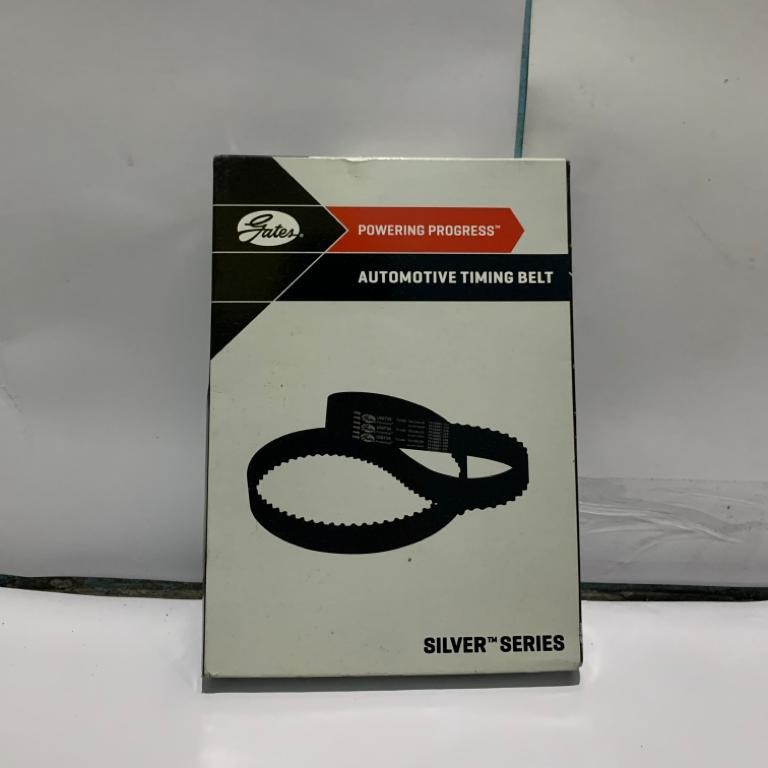 Gates
POWERING PROGRESS™
AUTOMOTIVE TIMING BELT
SILVER™ SERIES